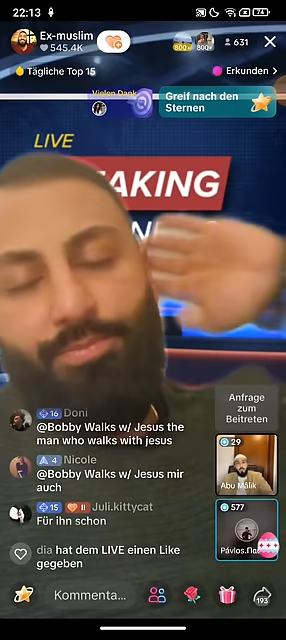 22:13
74
Ex-muslim
545.4K
800+
800+
631
Tägliche Top 15
Erkunden >
Vielen Dank
Greif nach den
Sternen
LIVE
AKING
Anfrage
zum
Beitreten
16 Doni
@Bobby Walks w/ Jesus the
man who walks with jesus
4 Nicole
@Bobby Walks w/ Jesus mir
auch
15 II Juli.kittycat
Für ihn schon
dia hat dem LIVE einen Like
gegeben
29
Abu Mâlik
577
Kommenta...
193